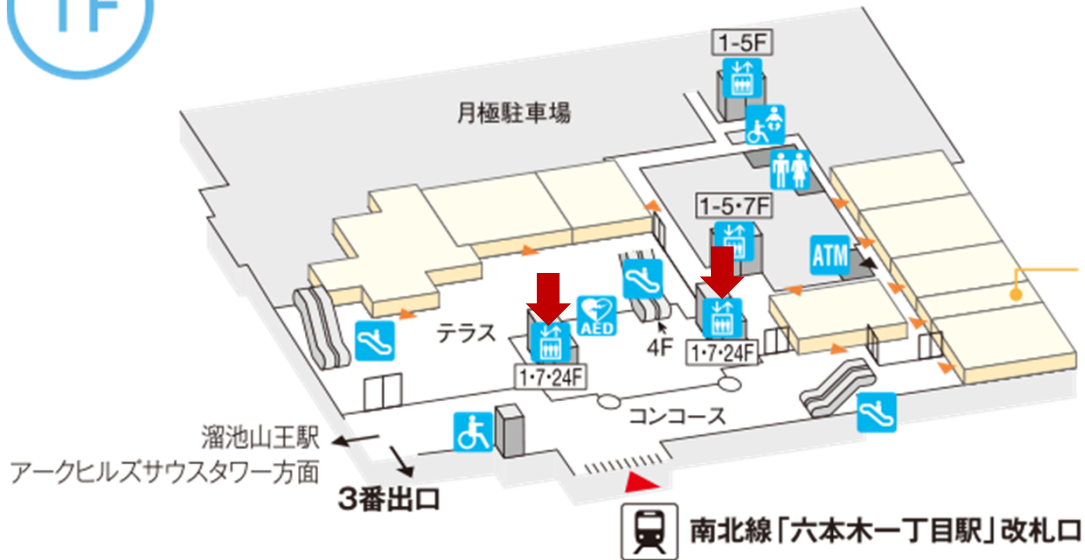 1F
1-5F
月極駐車場
1-5・7F
ATM
AED
テラス
4F
1・7・24F
1・7・24F
コンコース
溜池山王駅
アークヒルズサウスタワー方面
3番出口
南北線「六本木一丁目駅」改札口